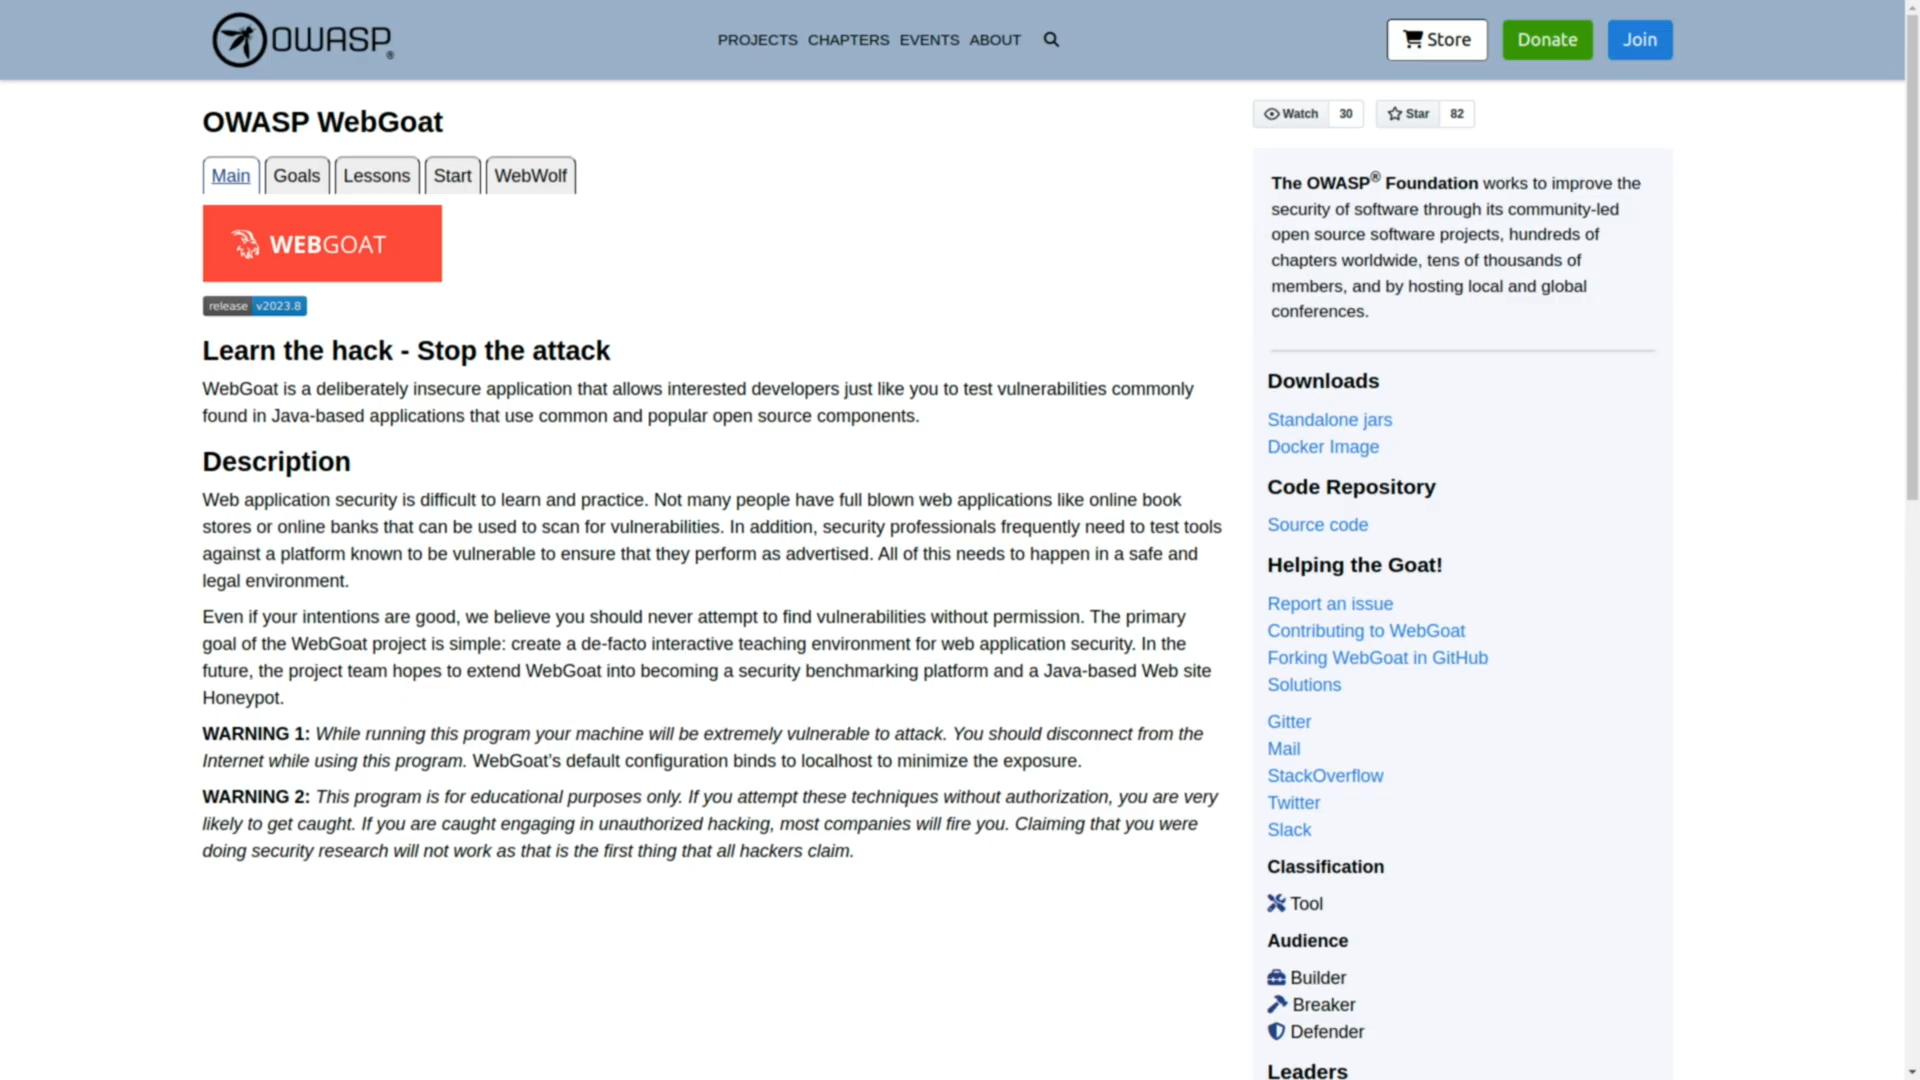 OWASP®
PROJECTS CHAPTERS EVENTS ABOUT
Store
Donate
Join
OWASP WebGoat
Main Goals Lessons Start WebWolf
WEBGOAT
release v2023.8
Learn the hack - Stop the attack
WebGoat is a deliberately insecure application that allows interested developers just like you to test vulnerabilities commonly
found in Java-based applications that use common and popular open source components.
Description
Web application security is difficult to learn and practice. Not many people have full blown web applications like online book
stores or online banks that can be used to scan for vulnerabilities. In addition, security professionals frequently need to test tools
against a platform known to be vulnerable to ensure that they perform as advertised. All of this needs to happen in a safe and
legal environment.
Even if your intentions are good, we believe you should never attempt to find vulnerabilities without permission. The primary
goal of the WebGoat project is simple: create a de-facto interactive teaching environment for web application security. In the
future, the project team hopes to extend WebGoat into becoming a security benchmarking platform and a Java-based Web site
Honeypot.
WARNING 1: While running this program your machine will be extremely vulnerable to attack. You should disconnect from the
Internet while using this program. WebGoat’s default configuration binds to localhost to minimize the exposure.
WARNING 2: This program is for educational purposes only. If you attempt these techniques without authorization, you are very
likely to get caught. If you are caught engaging in unauthorized hacking, most companies will fire you. Claiming that you were
doing security research will not work as that is the first thing that all hackers claim.
Watch 30 Star 82
The OWASP® Foundation works to improve the
security of software through its community-led
open source software projects, hundreds of
chapters worldwide, tens of thousands of
members, and by hosting local and global
conferences.
Downloads
Standalone jars
Docker Image
Code Repository
Source code
Helping the Goat!
Report an issue
Contributing to WebGoat
Forking WebGoat in GitHub
Solutions
Gitter
Mail
StackOverflow
Twitter
Slack
Classification
Tool
Audience
Builder
Breaker
Defender
Leaders